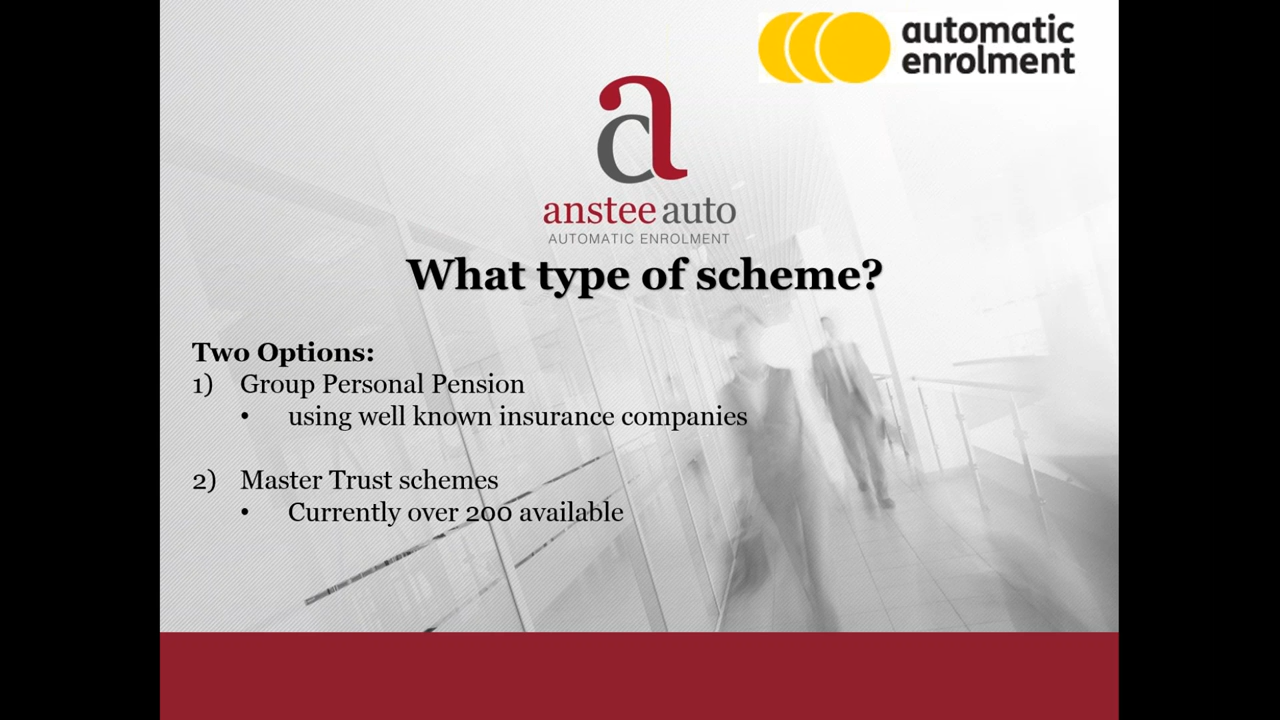 automatic
enrolment
anstee auto
AUTOMATIC ENROLMENT
What type of scheme?
Two Options:
1) Group Personal Pension
• using well known insurance companies
2) Master Trust schemes
• Currently over 200 available